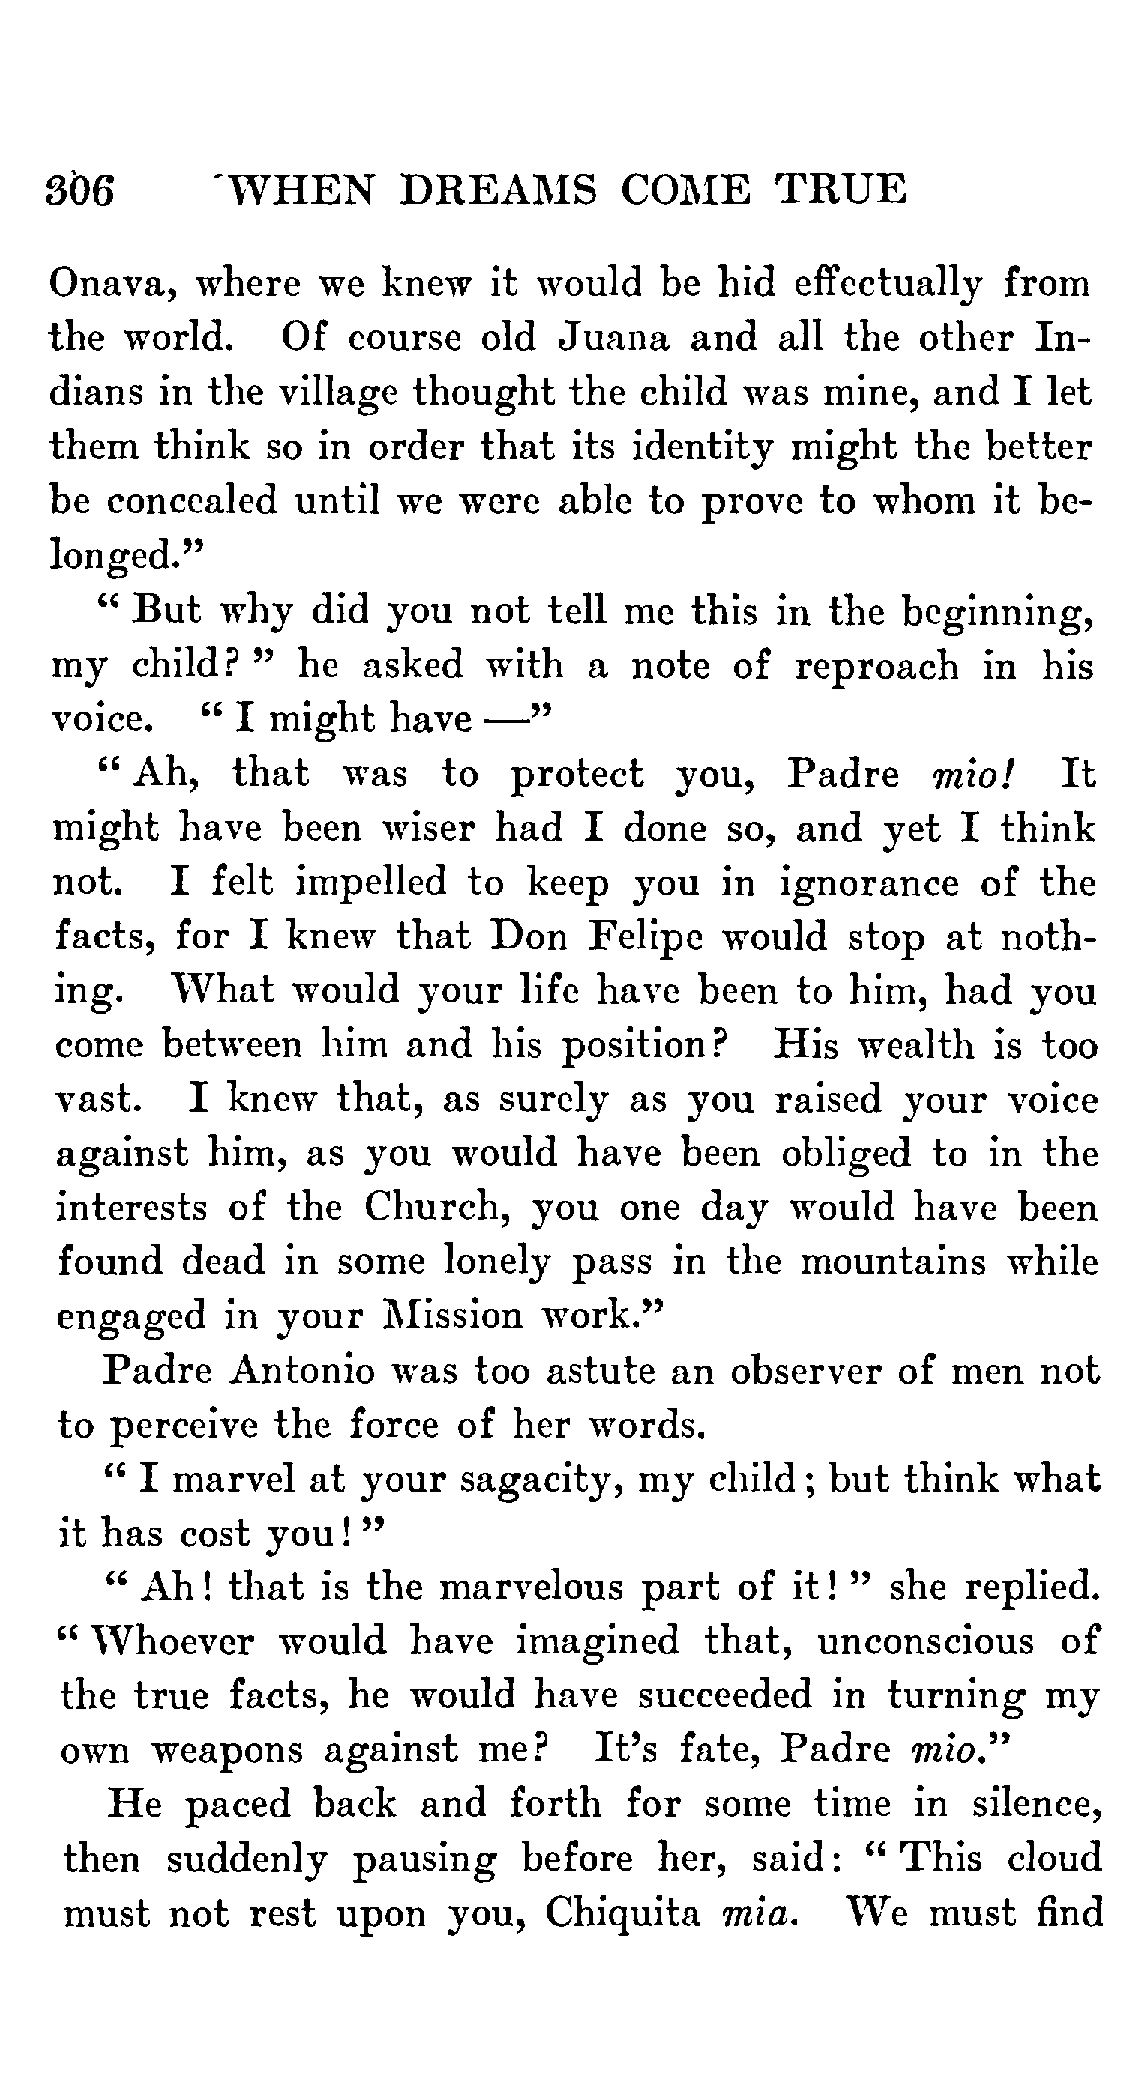 306 WHEN DREAMS COME TRUE
Onava, where we knew it would be hid effectually from
the world. Of course old Juana and all the other In-
dians in the village thought the child was mine, and I let
them think so in order that its identity might the better
be concealed until we were able to prove to whom it be-
longed.”
“ But why did you not tell me this in the beginning,
my child? ” he asked with a note of reproach in his
voice. “ I might have —”
“ Ah, that was to protect you, Padre mio! It
might have been wiser had I done so, and yet I think
not. I felt impelled to keep you in ignorance of the
facts, for I knew that Don Felipe would stop at noth-
ing. What would your life have been to him, had you
come between him and his position? His wealth is too
vast. I knew that, as surely as you raised your voice
against him, as you would have been obliged to in the
interests of the Church, you one day would have been
found dead in some lonely pass in the mountains while
engaged in your Mission work.”
Padre Antonio was too astute an observer of men not
to perceive the force of her words.
“ I marvel at your sagacity, my child ; but think what
it has cost you! ”
“ Ah! that is the marvelous part of it! ” she replied.
“ Whoever would have imagined that, unconscious of
the true facts, he would have succeeded in turning my
own weapons against me? It’s fate, Padre mio.”
He paced back and forth for some time in silence,
then suddenly pausing before her, said: “ This cloud
must not rest upon you, Chiquita mia. We must find